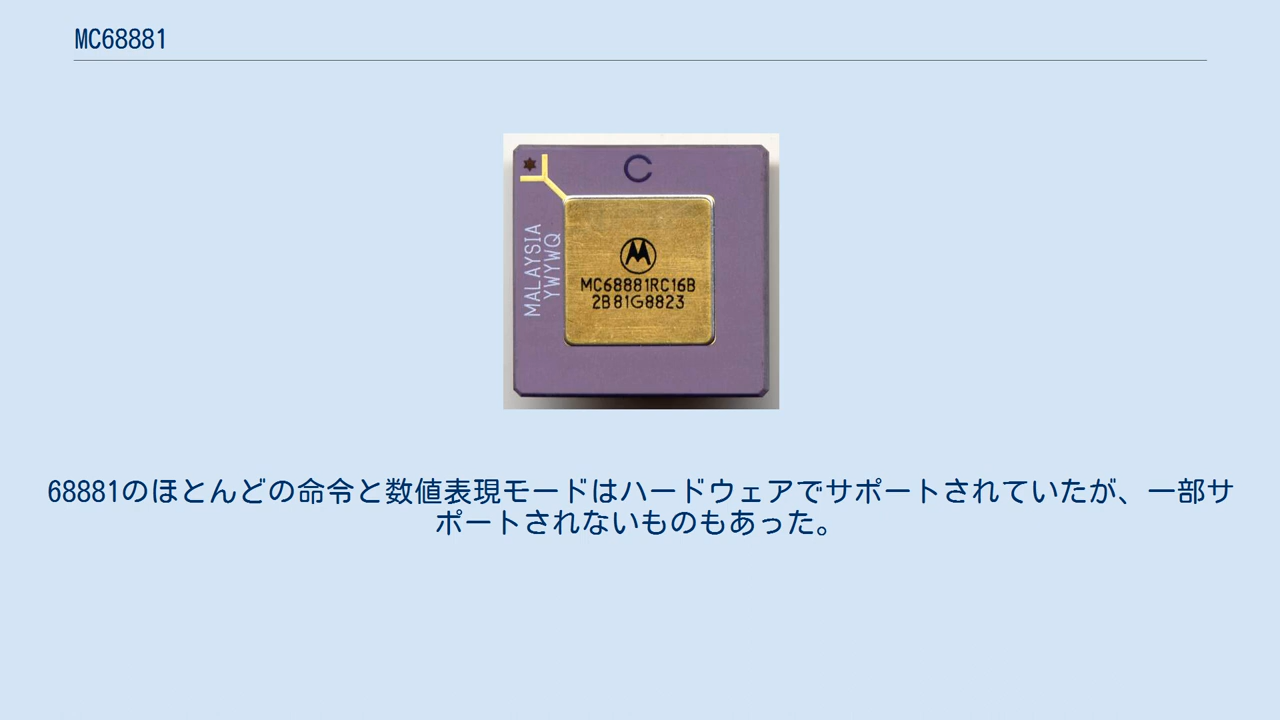 MC68881
C
MALAYSIA
YWYWQ
MC68881RC16B
2B81G8823
68881のほとんどの命令と数値表現モードはハードウェアでサポートされていたが、一部サ
ポートされないものもあった。